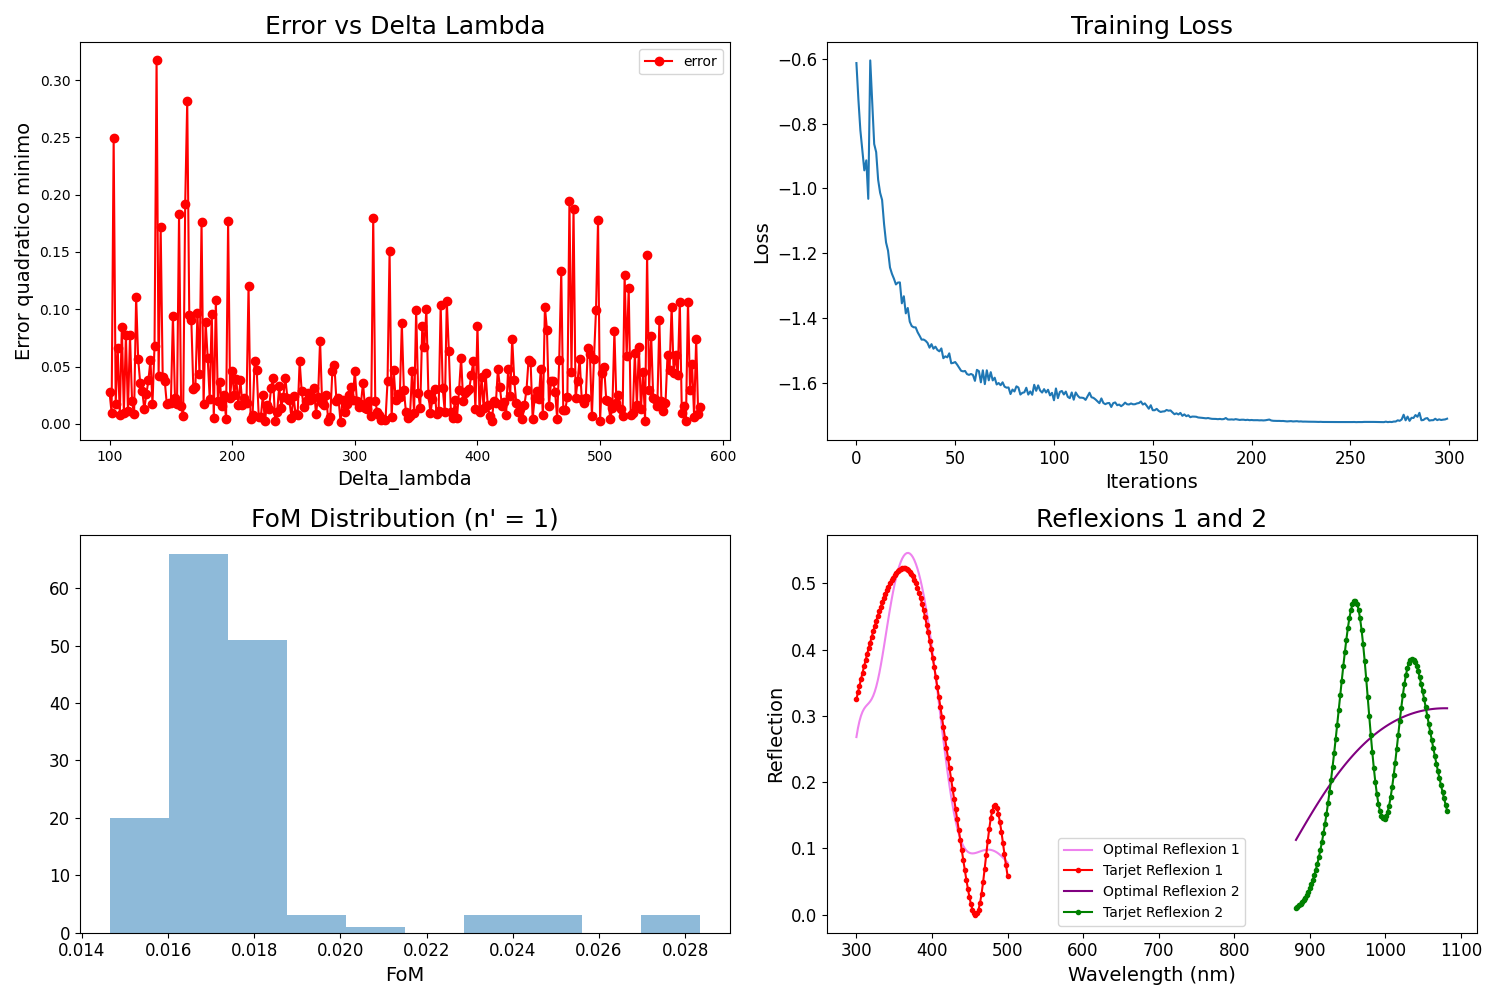 Error vs Delta Lambda
error
Error quadratico minimo
0.30
0.25
0.20
0.15
0.10
0.05
0.00
100 200 300 400 500 600
Delta_lambda
Training Loss
Loss
−0.6
−0.8
−1.0
−1.2
−1.4
−1.6
0 50 100 150 200 250 300
Iterations
FoM Distribution (n' = 1)
60
50
40
30
20
10
0
0.014 0.016 0.018 0.020 0.022 0.024 0.026 0.028
FoM
Reflexions 1 and 2
Reflection
0.5
0.4
0.3
0.2
0.1
0.0
Optimal Reflexion 1
Tarjet Reflexion 1
Optimal Reflexion 2
Tarjet Reflexion 2
300 400 500 600 700 800 900 1000 1100
Wavelength (nm)